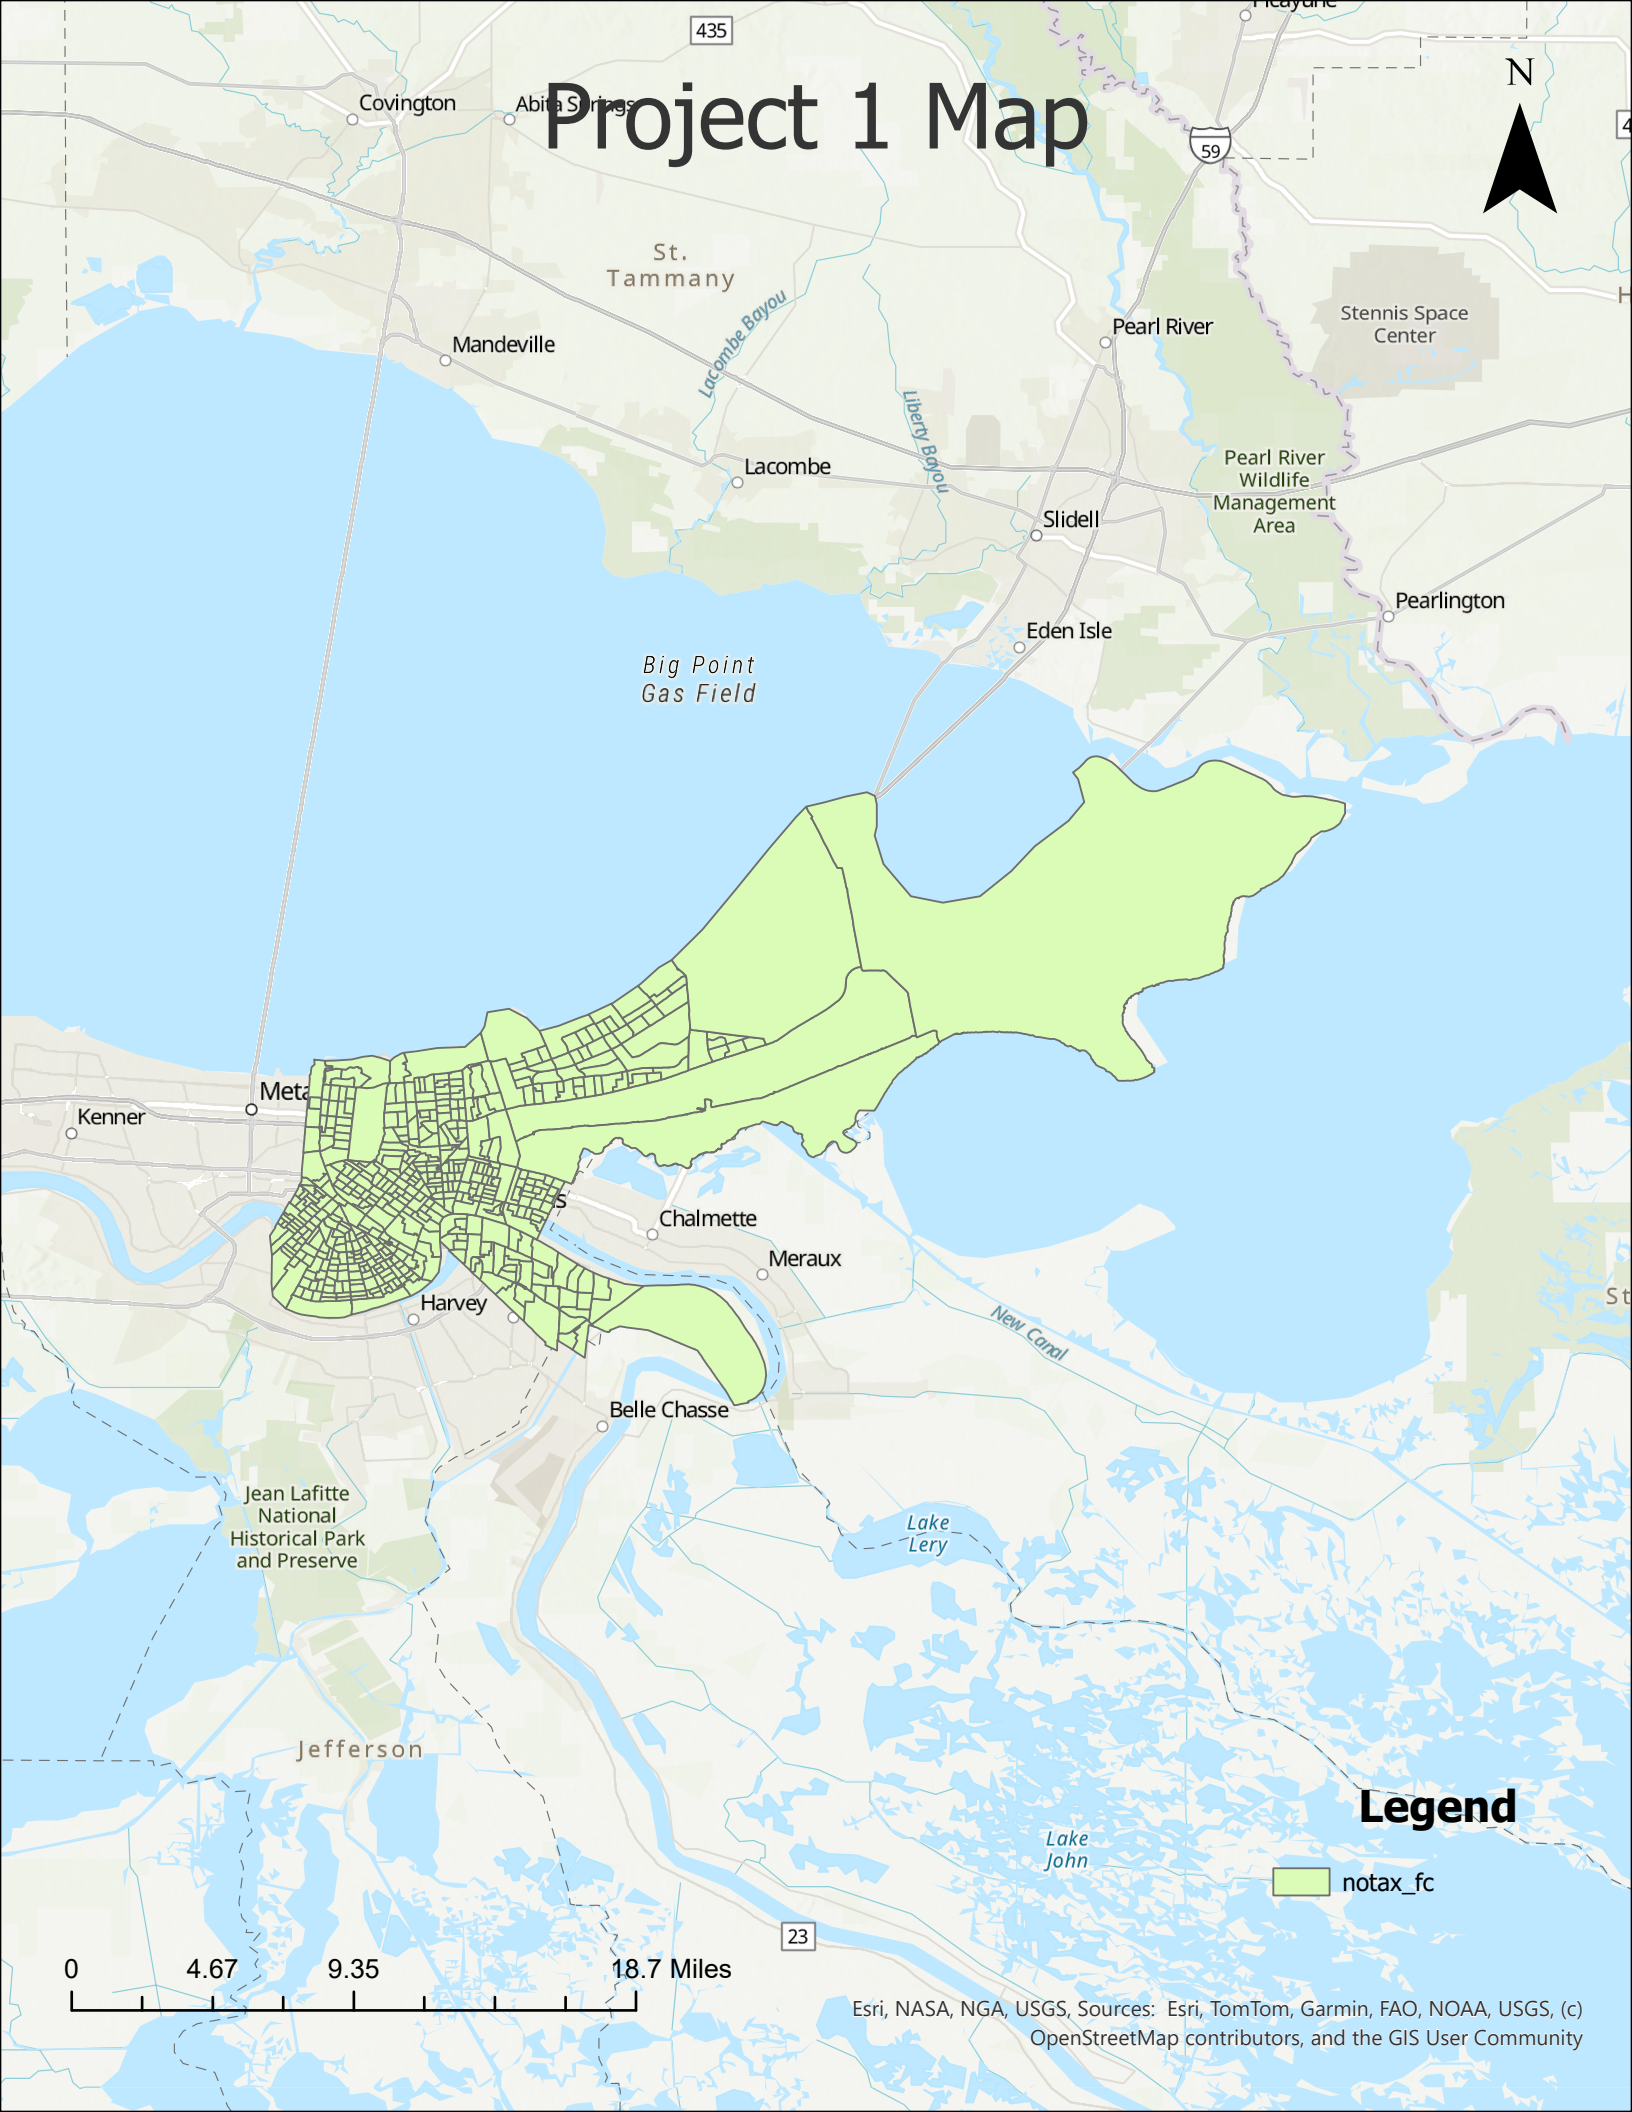 Picayune
435
N
Project 1 Map
Covington
Abita Springs
59
St.
Tammany
Stennis Space
Center
Lacombe Bayou
Pearl River
Mandeville
Liberty Bayou
Lacombe
Pearl River
Wildlife
Management
Area
Slidell
Pearlington
Eden Isle
Big Point
Gas Field
Meta
Kenner
s
Chalmette
Meraux
Harvey
New Canal
St
Belle Chasse
Jean Lafitte
National
Historical Park
and Preserve
Lake
Lery
Jefferson
Legend
Lake
John
notax_fc
23
0 4.67 9.35 18.7 Miles
Esri, NASA, NGA, USGS, Sources: Esri, TomTom, Garmin, FAO, NOAA, USGS, (c)
OpenStreetMap contributors, and the GIS User Community